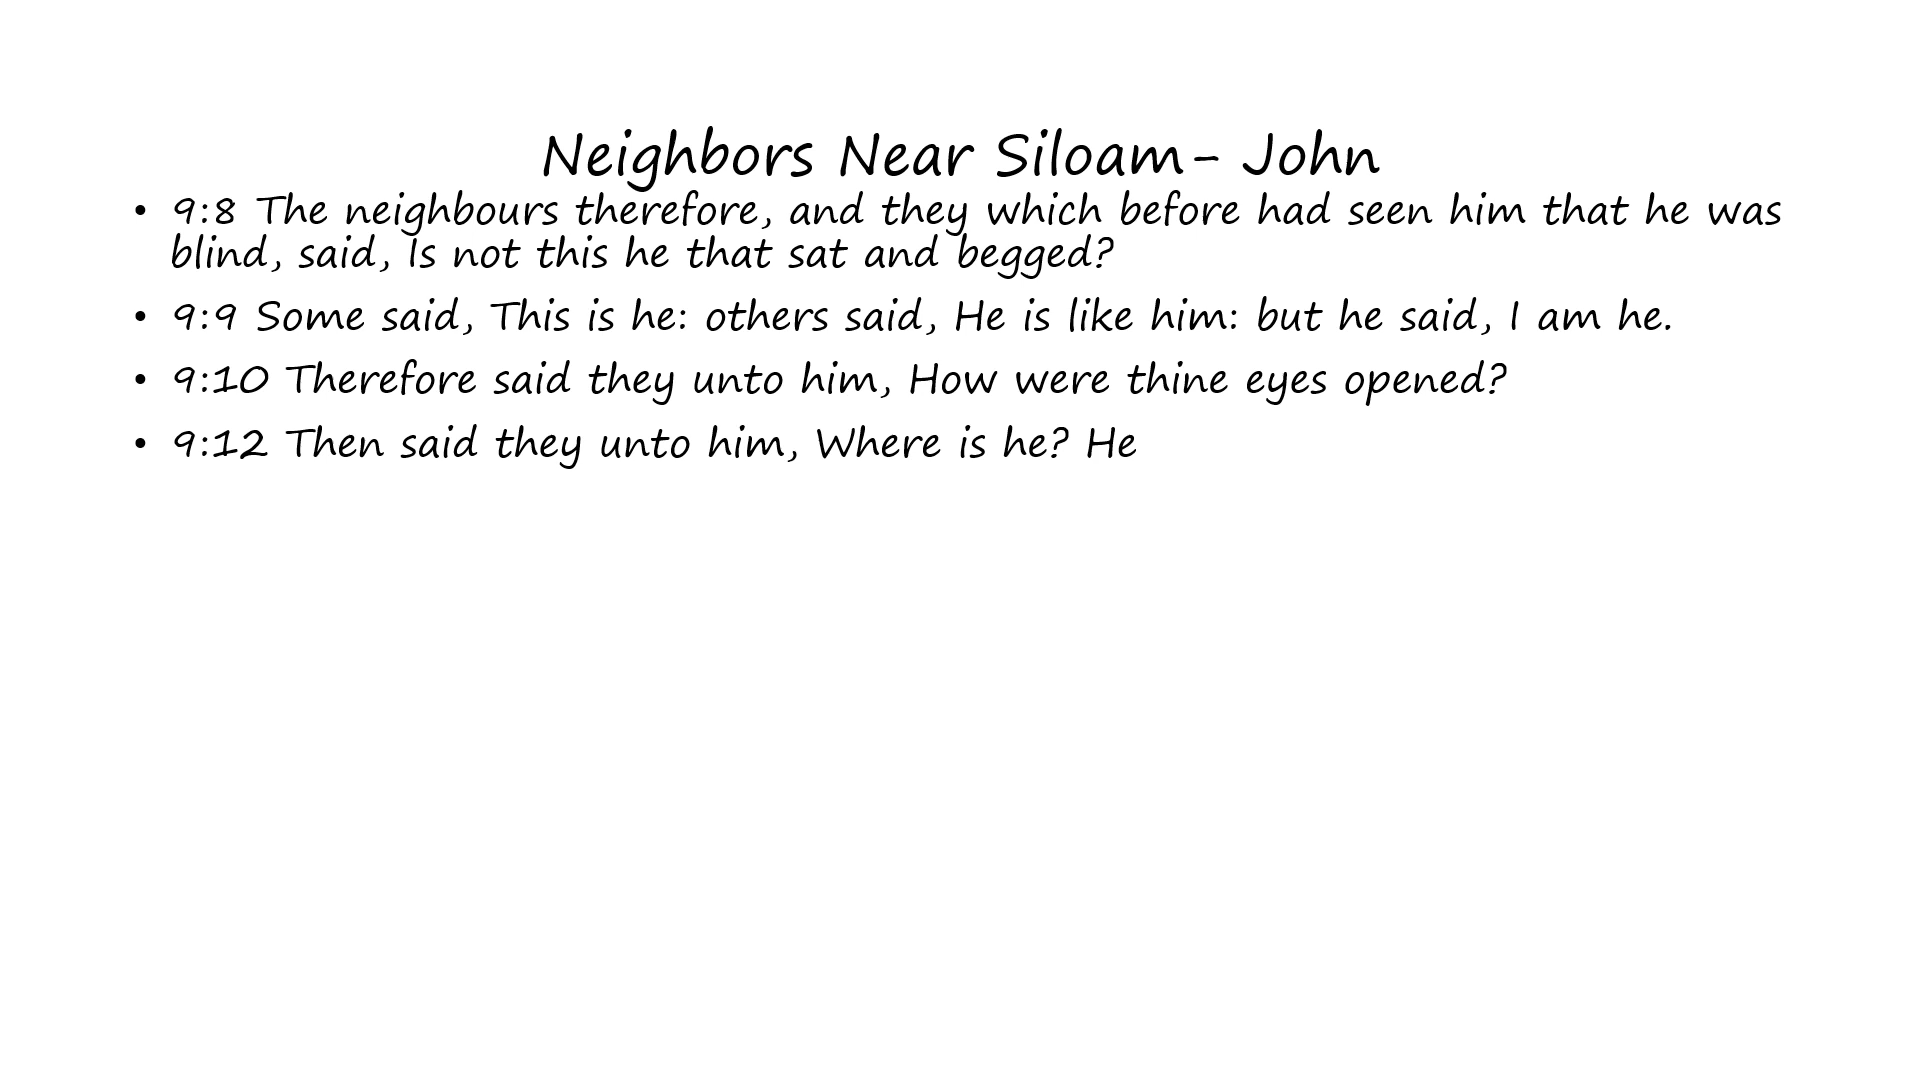 Neighbors Near Siloam- John
• 9:8 The neighbours therefore, and they which before had seen him that he was
blind, said, Is not this he that sat and begged?
• 9:9 Some said, This is he: others said, He is like him: but he said, I am he.
• 9:10 Therefore said they unto him, How were thine eyes opened?
• 9:12 Then said they unto him, Where is he? He